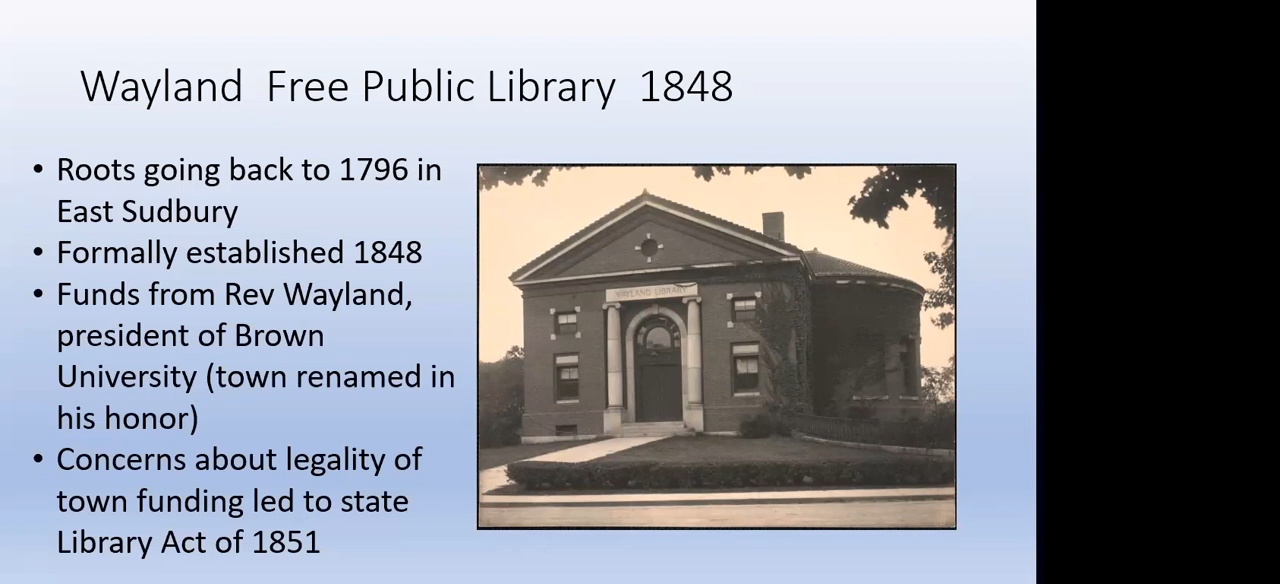 Wayland Free Public Library 1848
• Roots going back to 1796 in
East Sudbury
• Formally established 1848
• Funds from Rev Wayland,
president of Brown
University (town renamed in
his honor)
• Concerns about legality of
town funding led to state
Library Act of 1851
WAYLAND LIBRARY